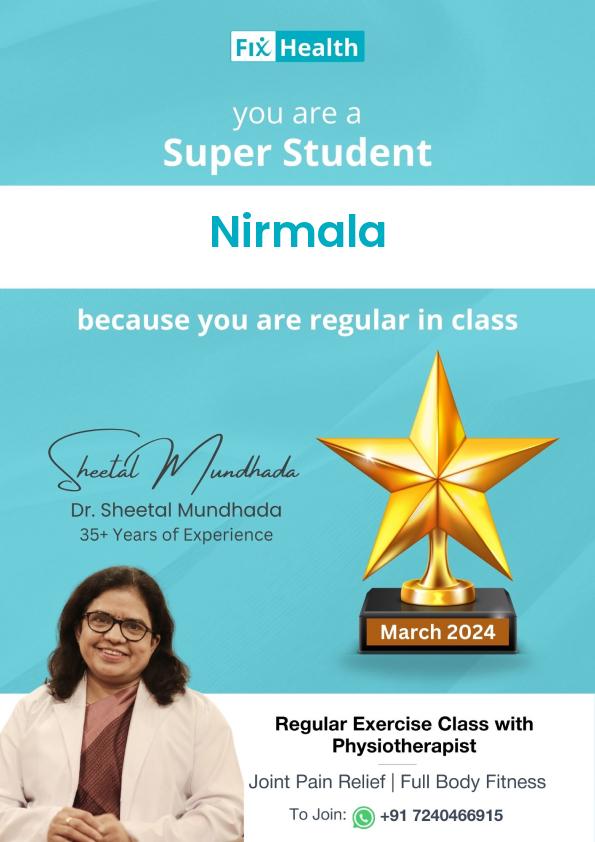 Fix Health
you are a
Super Student
Nirmala
because you are regular in class
Sheetal Mundhada
Dr. Sheetal Mundhada
35+ Years of Experience
March 2024
Regular Exercise Class with
Physiotherapist
Joint Pain Relief | Full Body Fitness
To Join: +91 7240466915